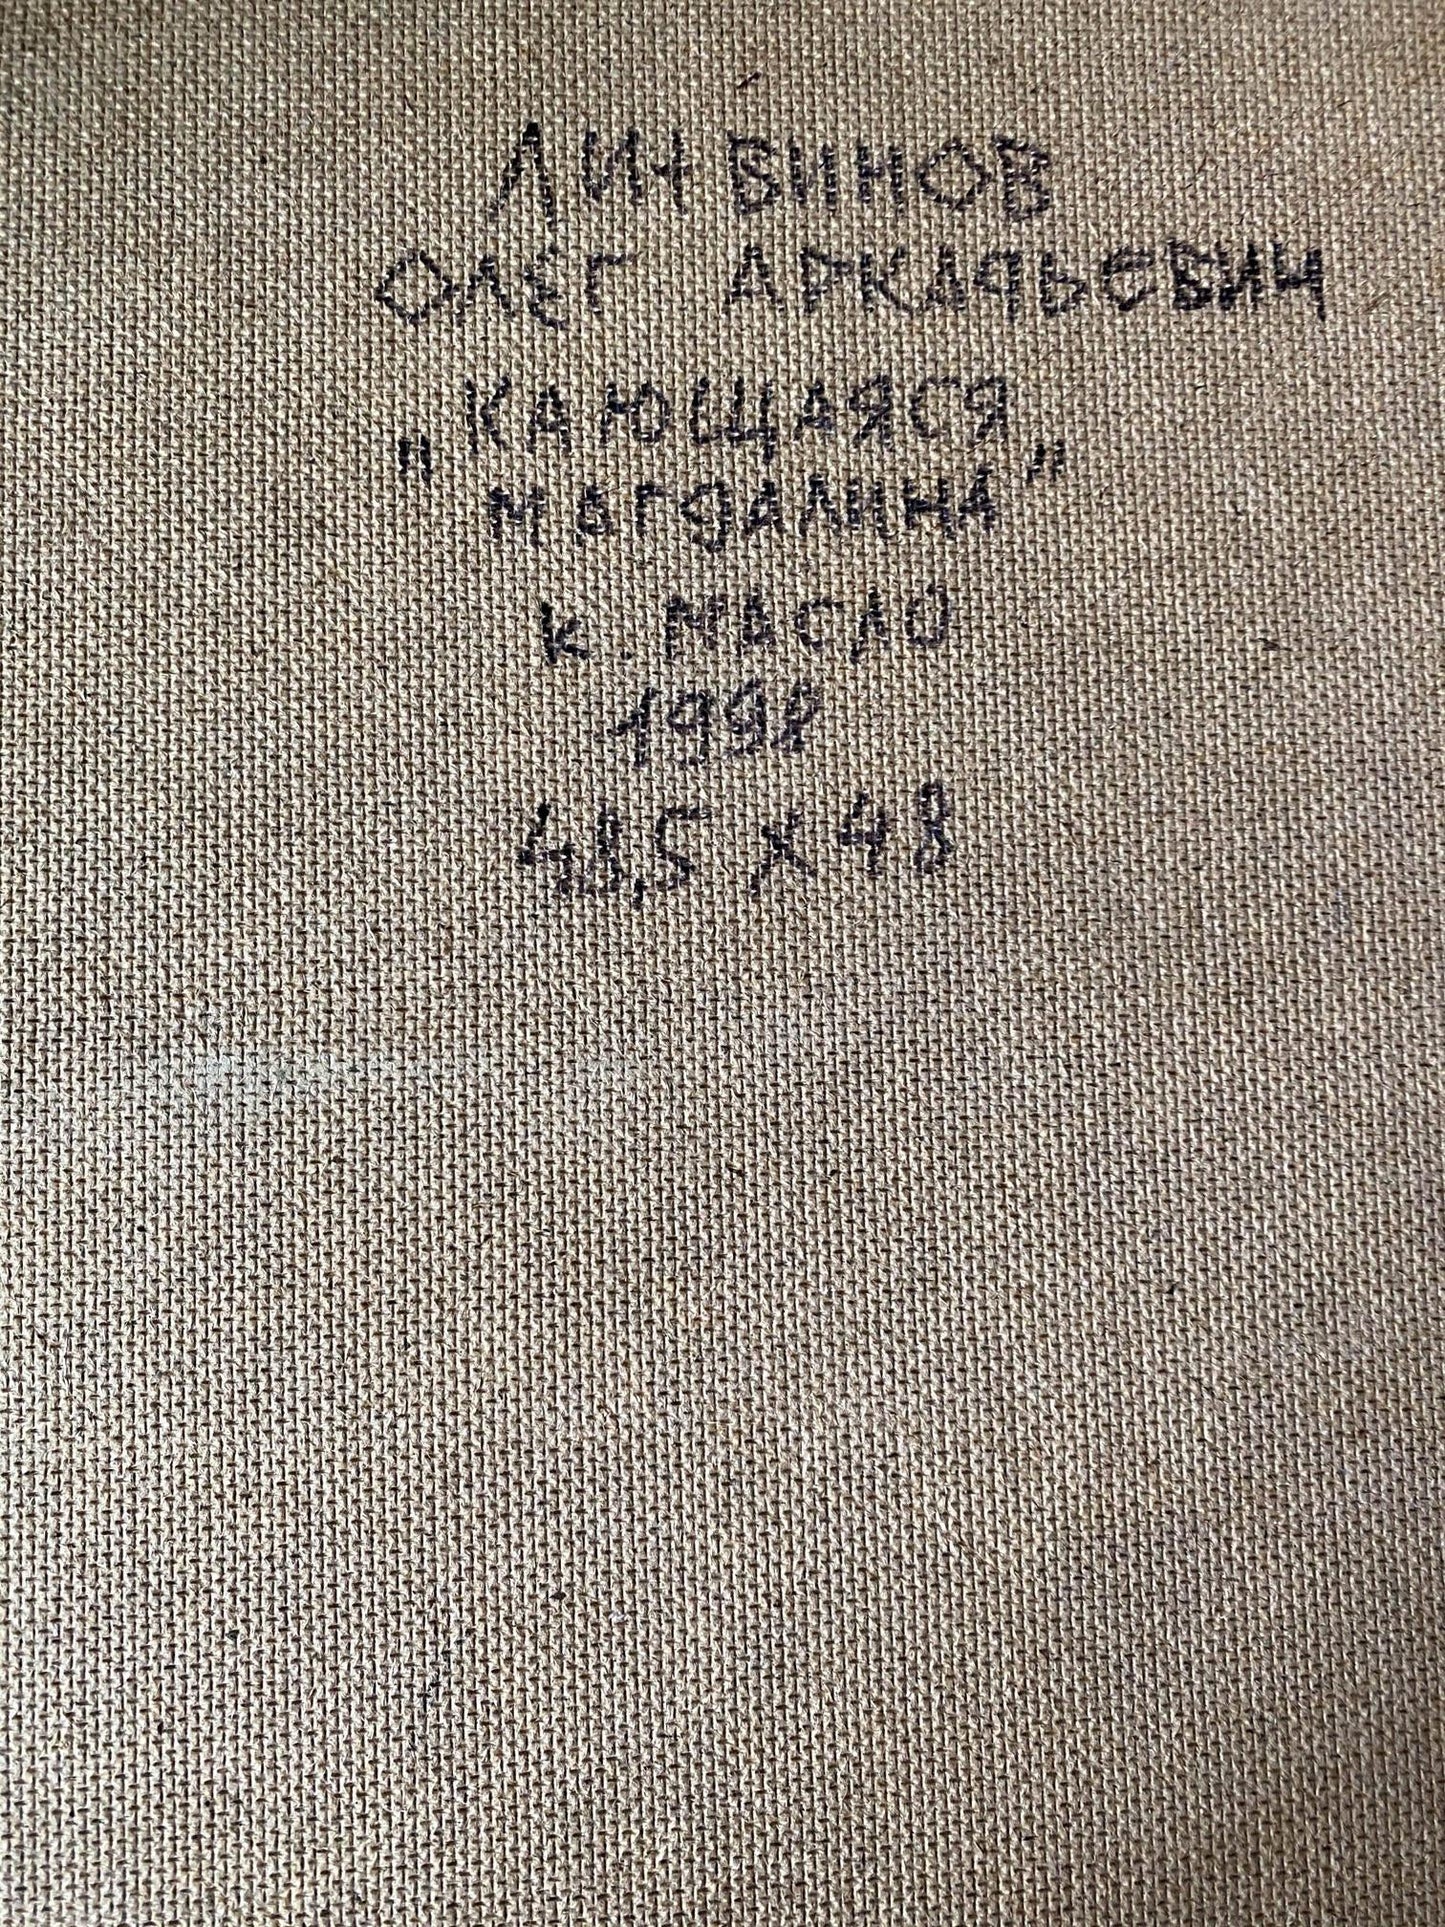 ЛИТВИНОВ
ОЛЕГ АРКАДЬЕВИЧ
„КАЮЩАЯСЯ
МАГДАЛИНА"
К. МАСЛО
1998
48,5 х 48